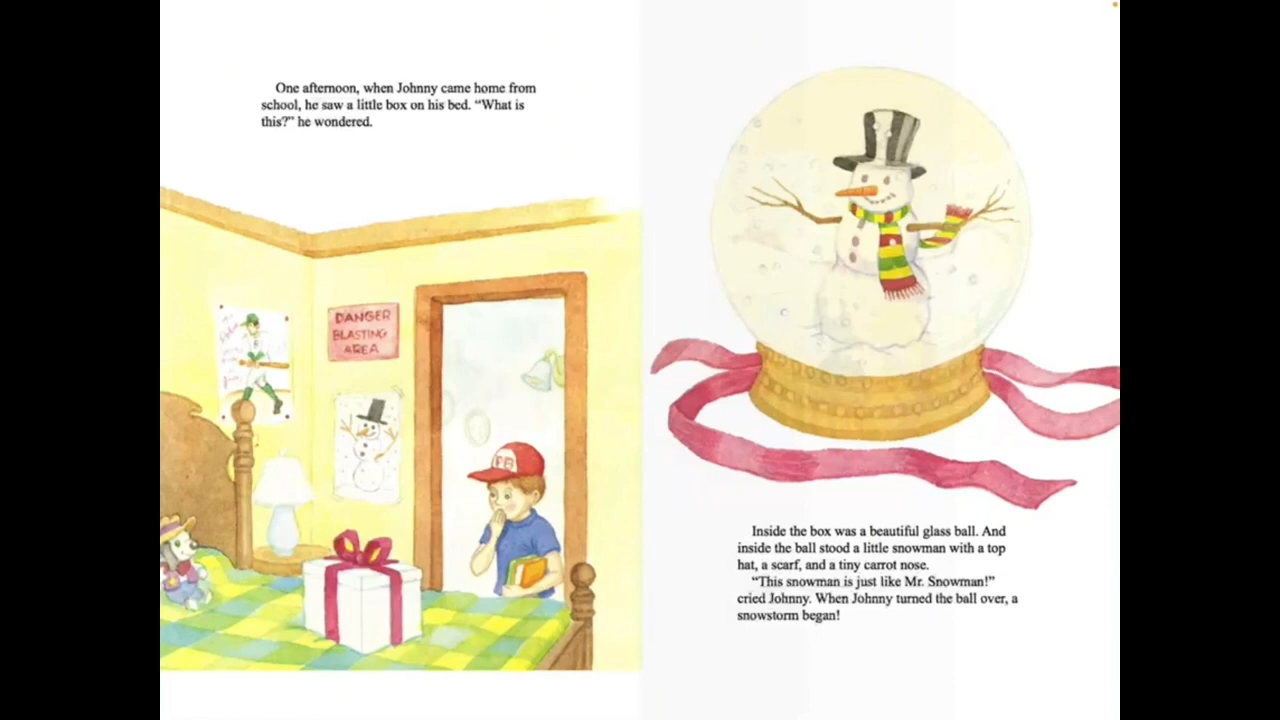 One afternoon, when Johnny came home from
school, he saw a little box on his bed. “What is
this?” he wondered.
DANGER
BLASTING
AREA
PB
Inside the box was a beautiful glass ball. And
inside the ball stood a little snowman with a top
hat, a scarf, and a tiny carrot nose.
“This snowman is just like Mr. Snowman!”
cried Johnny. When Johnny turned the ball over, a
snowstorm began!